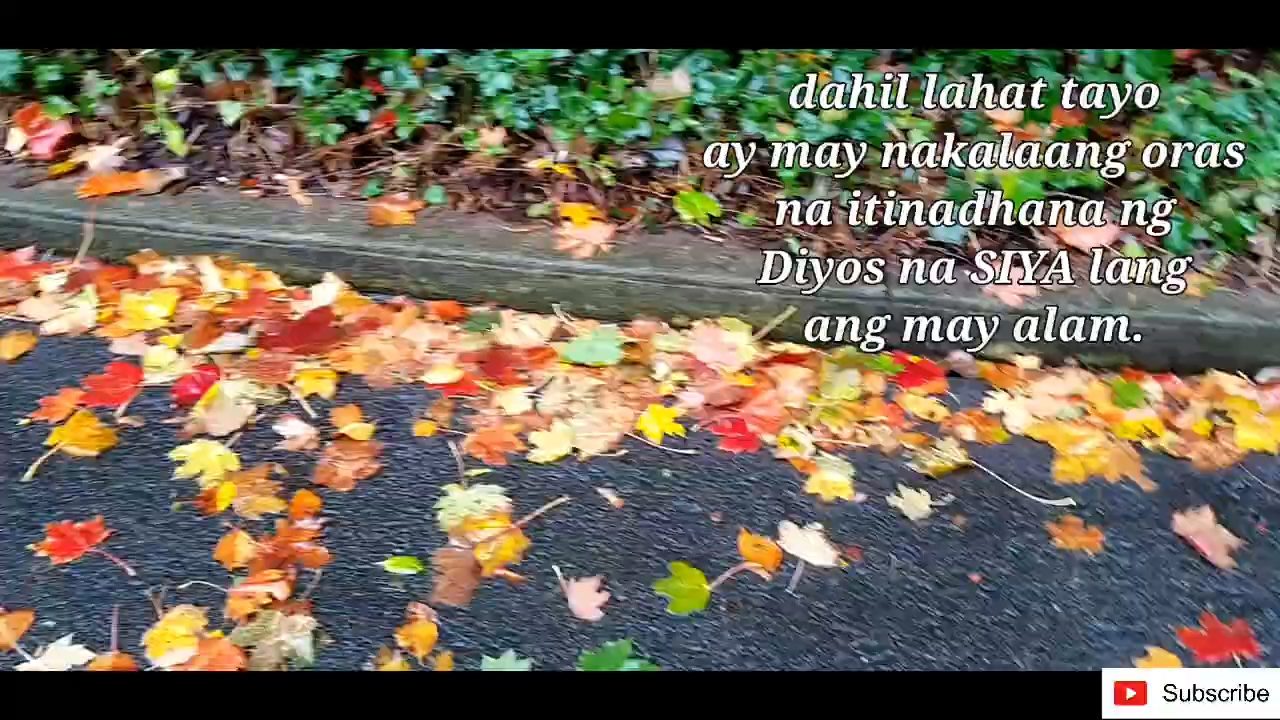 dahil lahat tayo
ay may nakalaang oras
na itinadhana ng
Diyos na SIYA lang
ang may alam.
Subscribe